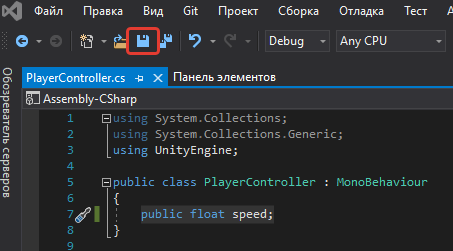 Файл Правка Вид Git Проект Сборка Отладка Тест
Debug Any CPU
Обозреватель серверов
PlayerController.cs Панель элементов
Assembly-CSharp
1 using System.Collections;
2 using System.Collections.Generic;
3 using UnityEngine;
4
5 public class PlayerController : MonoBehaviour
6 {
7 public float speed;
8 }